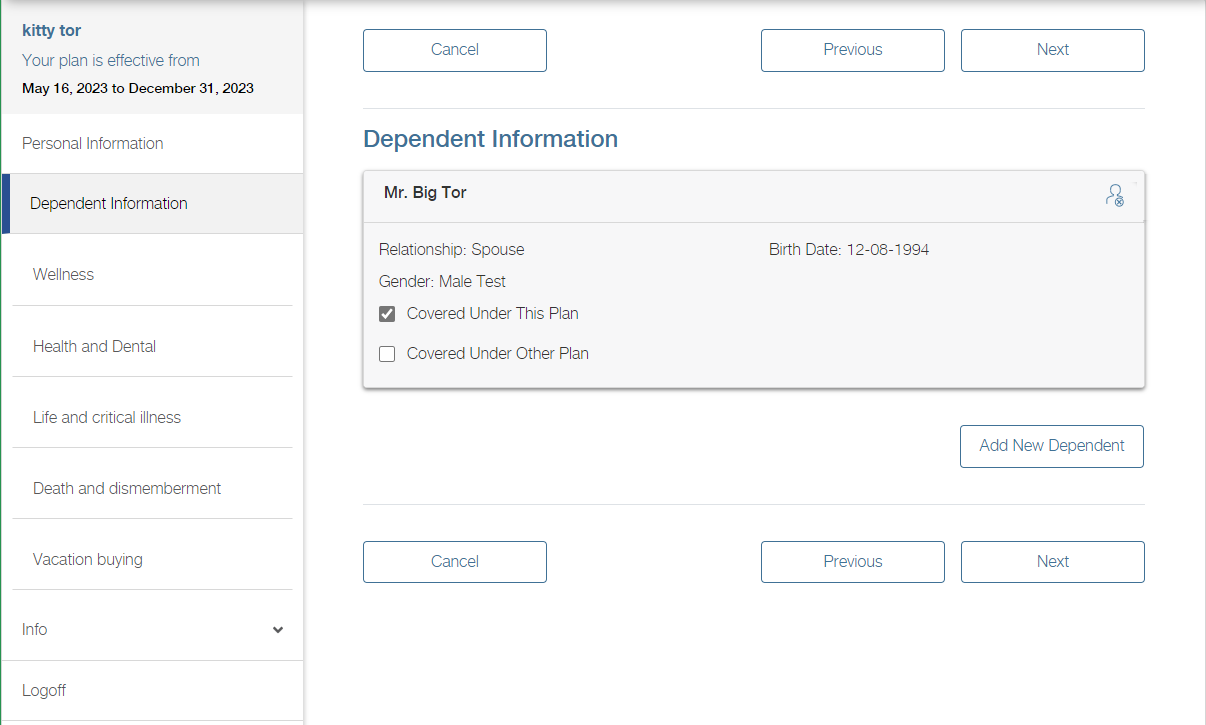 kitty tor
Your plan is effective from
May 16, 2023 to December 31, 2023
Personal Information
Dependent Information
Wellness
Health and Dental
Life and critical illness
Death and dismemberment
Vacation buying
Info
Logoff
Cancel Previous Next
Dependent Information
Mr. Big Tor
Relationship: Spouse Birth Date: 12-08-1994
Gender: Male Test
Covered Under This Plan
Covered Under Other Plan
Add New Dependent
Cancel Previous Next